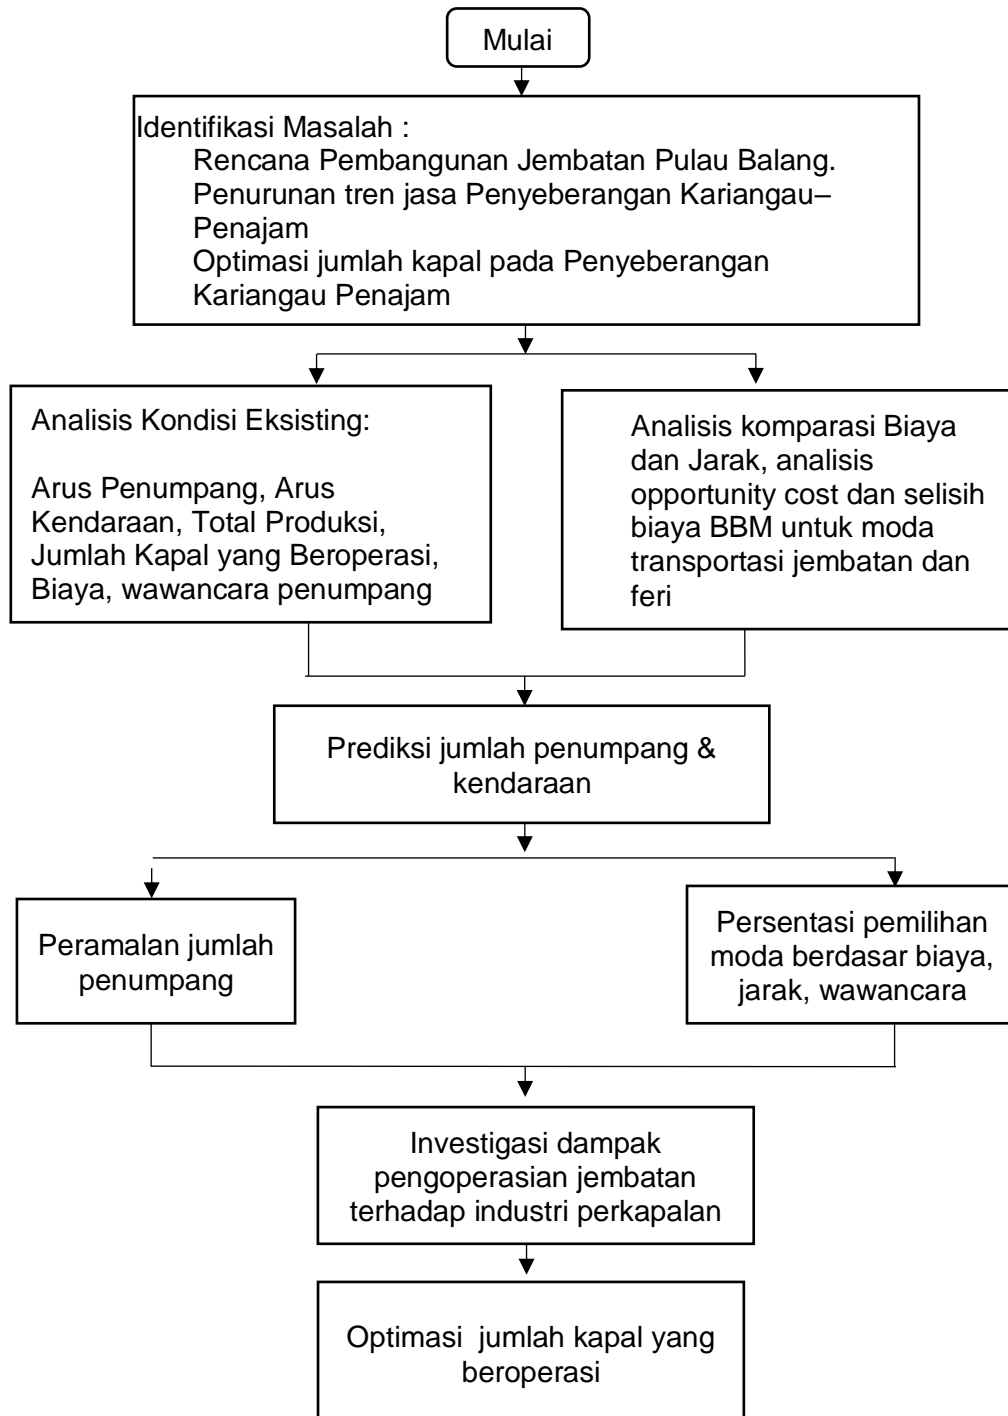 Mulai
Identifikasi Masalah :
Rencana Pembangunan Jembatan Pulau Balang.
Penurunan tren jasa Penyeberangan Kariangau–
Penajam
Optimasi jumlah kapal pada Penyeberangan
Kariangau Penajam
Analisis Kondisi Eksisting:
Arus Penumpang, Arus
Kendaraan, Total Produksi,
Jumlah Kapal yang Beroperasi,
Biaya, wawancara penumpang
Analisis komparasi Biaya
dan Jarak, analisis
opportunity cost dan selisih
biaya BBM untuk moda
transportasi jembatan dan
feri
Prediksi jumlah penumpang &
kendaraan
Peramalan jumlah
penumpang
Persentasi pemilihan
moda berdasar biaya,
jarak, wawancara
Investigasi dampak
pengoperasian jembatan
terhadap industri perkapalan
Optimasi  jumlah kapal yang
beroperasi